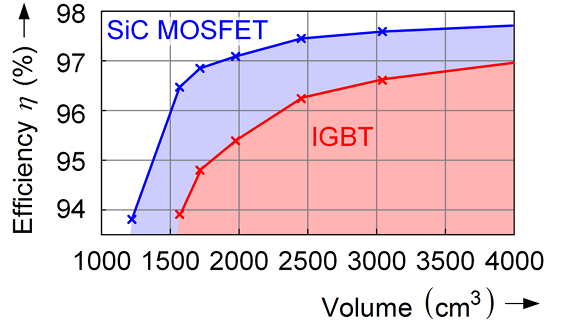 98
SiC MOSFET
97
96
IGBT
95
94
Efficiency η (%) →
1000 1500 2000 2500 3000 3500 4000
Volume (cm³) →